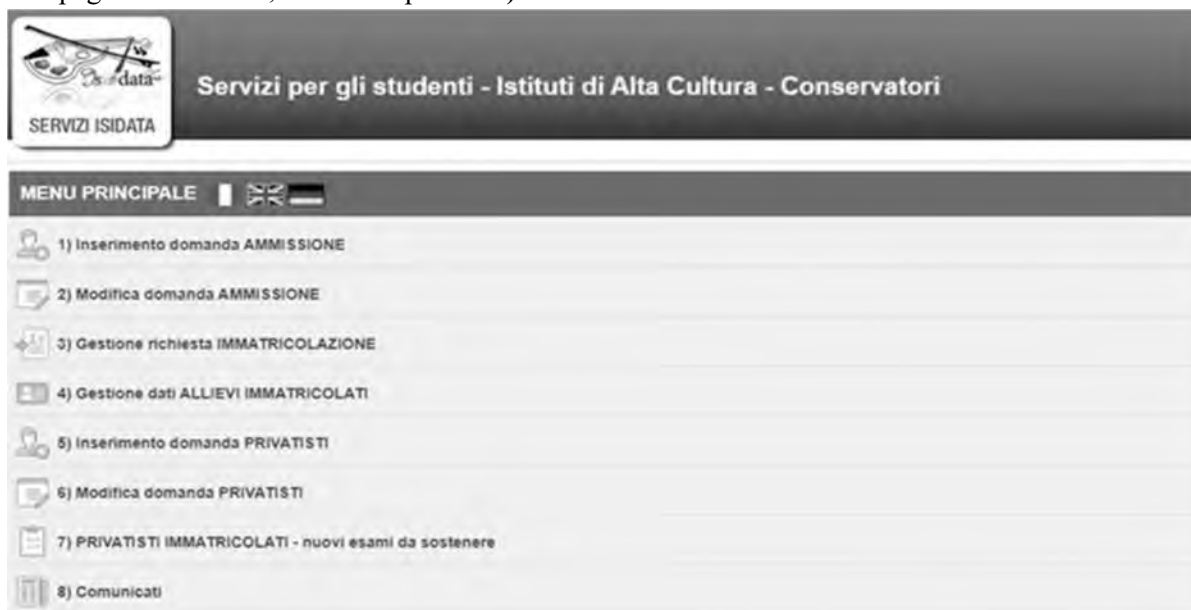 data
SERVIZI ISIDATA
Servizi per gli studenti - Istituti di Alta Cultura - Conservatori
MENU PRINCIPALE
1) Inserimento domanda AMMISSIONE
2) Modifica domanda AMMISSIONE
3) Gestione richiesta IMMATRICOLAZIONE
4) Gestione dati ALLIEVI IMMATRICOLATI
5) Inserimento domanda PRIVATISTI
6) Modifica domanda PRIVATISTI
7) PRIVATISTI IMMATRICOLATI - nuovi esami da sostenere
8) Comunicati